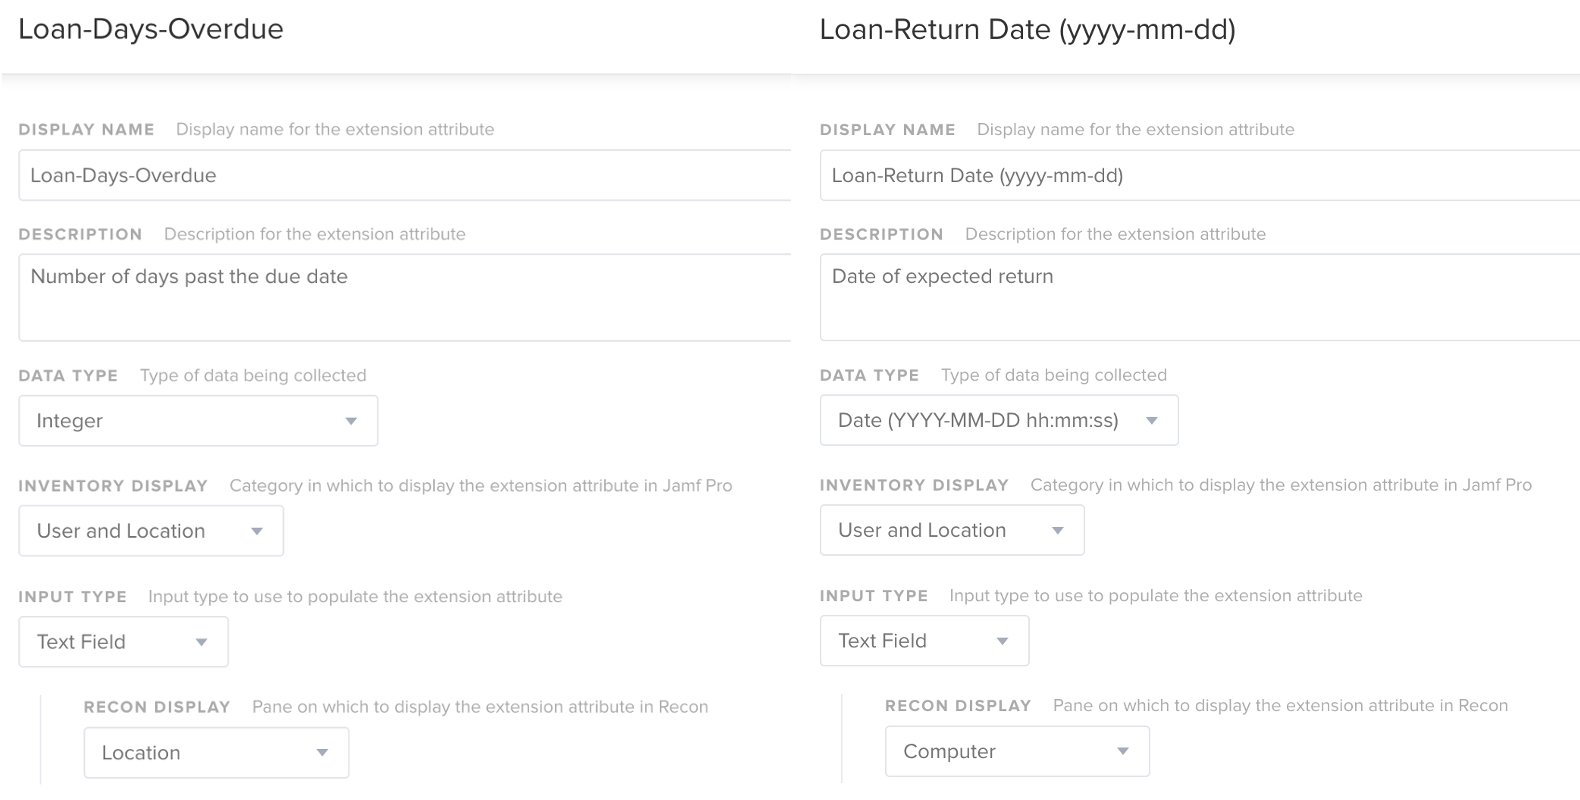 Loan-Days-Overdue
DISPLAY NAME Display name for the extension attribute
Loan-Days-Overdue
DESCRIPTION Description for the extension attribute
Number of days past the due date
DATA TYPE Type of data being collected
Integer
INVENTORY DISPLAY Category in which to display the extension attribute in Jamf Pro
User and Location
INPUT TYPE Input type to use to populate the extension attribute
Text Field
RECON DISPLAY Pane on which to display the extension attribute in Recon
Location
Loan-Return Date (yyyy-mm-dd)
DISPLAY NAME Display name for the extension attribute
Loan-Return Date (yyyy-mm-dd)
DESCRIPTION Description for the extension attribute
Date of expected return
DATA TYPE Type of data being collected
Date (YYYY-MM-DD hh:mm:ss)
INVENTORY DISPLAY Category in which to display the extension attribute in Jamf Pro
User and Location
INPUT TYPE Input type to use to populate the extension attribute
Text Field
RECON DISPLAY Pane on which to display the extension attribute in Recon
Computer